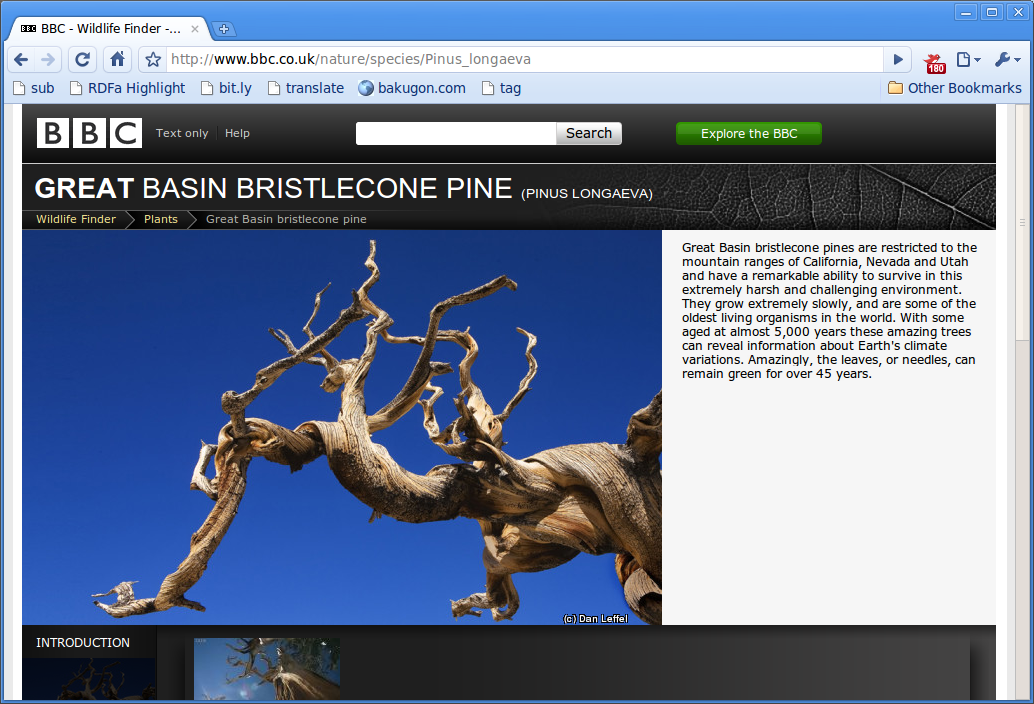 BBC - Wildlife Finder -...
http://www.bbc.co.uk/nature/species/Pinus_longaeva
180
sub RDFa Highlight bit.ly translate bakugon.com tag Other Bookmarks
BBC Text only Help Search Explore the BBC
GREAT BASIN BRISTLECONE PINE (PINUS LONGAEVA)
Wildlife Finder Plants Great Basin bristlecone pine
Great Basin bristlecone pines are restricted to the
mountain ranges of California, Nevada and Utah
and have a remarkable ability to survive in this
extremely harsh and challenging environment.
They grow extremely slowly, and are some of the
oldest living organisms in the world. With some
aged at almost 5,000 years these amazing trees
can reveal information about Earth's climate
variations. Amazingly, the leaves, or needles, can
remain green for over 45 years.
(c) Dan Leffel
INTRODUCTION